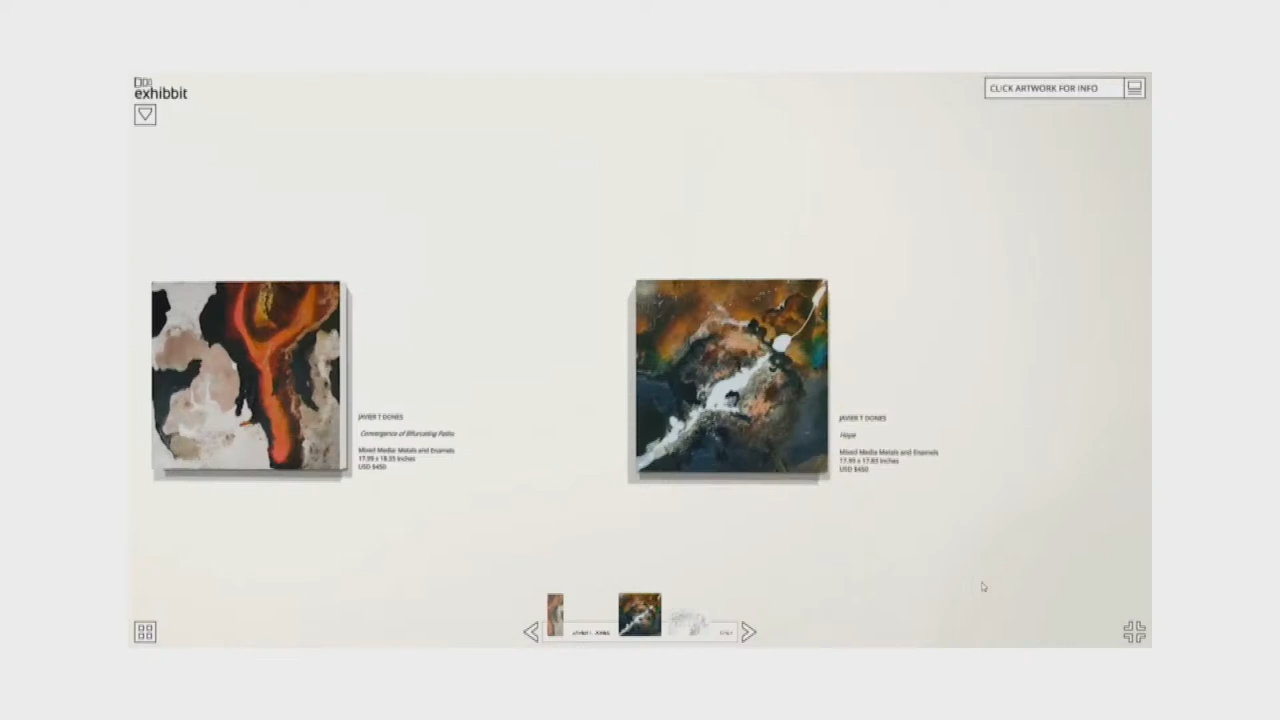 exhibbit
CLICK ARTWORK FOR INFO
JAVIER T DONES
Convergence of Bifurcating Paths
Mixed Media: Metals and Enamels
17.99 x 18.35 Inches
USD $450
JAVIER T DONES
Hope
Mixed Media Metals and Enamels
17.99 x 17.83 Inches
USD $450